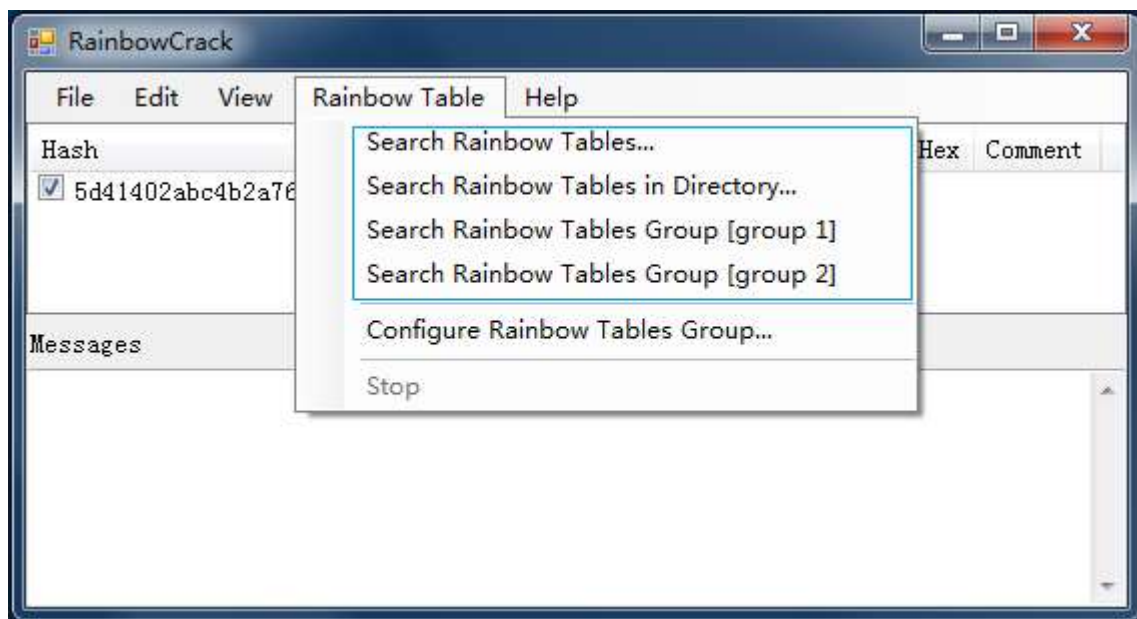 RainbowCrack
File Edit View Rainbow Table Help
Hash Hex Comment
5d41402abc4b2a76
Search Rainbow Tables...
Search Rainbow Tables in Directory...
Search Rainbow Tables Group [group 1]
Search Rainbow Tables Group [group 2]
Configure Rainbow Tables Group...
Stop
Messages